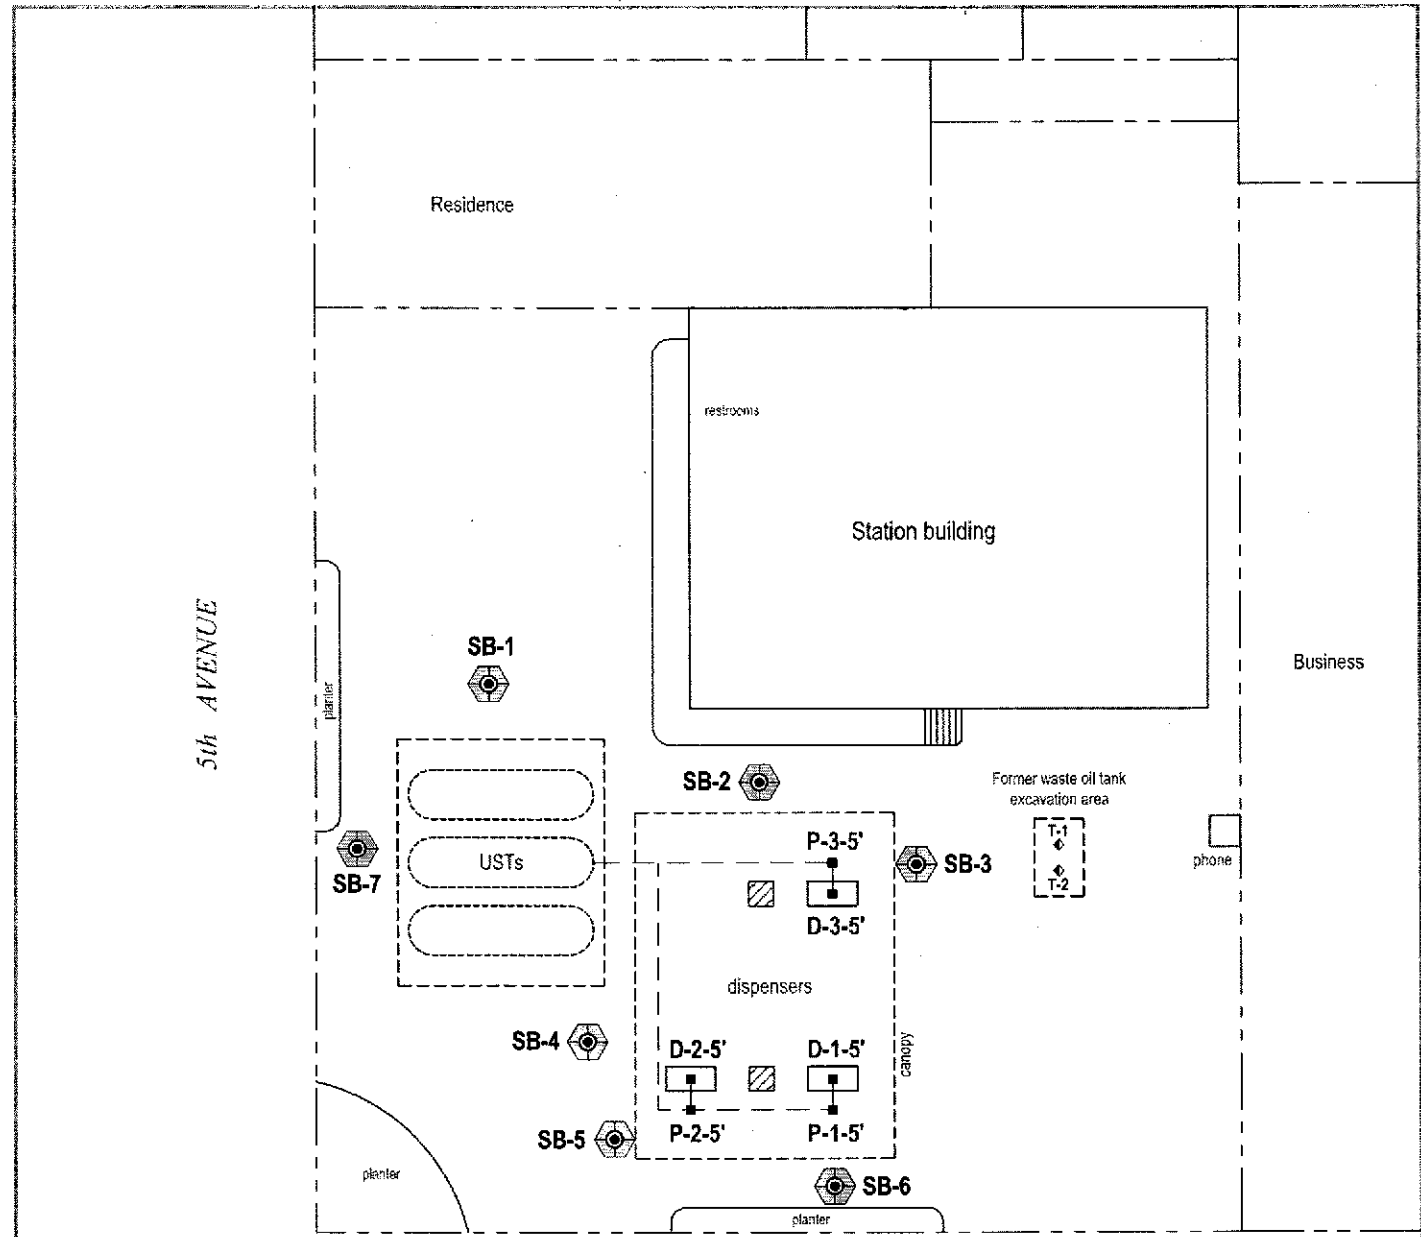 Residence
restrooms
Station building
5th AVENUE
planter
SB-1
Business
SB-2
Former waste oil tank
excavation area
T-1
T-2
phone
P-3-5'
SB-3
USTs
SB-7
D-3-5'
dispensers
SB-4
D-2-5'
D-1-5'
canopy
SB-5
P-2-5'
P-1-5'
planter
SB-6
planter